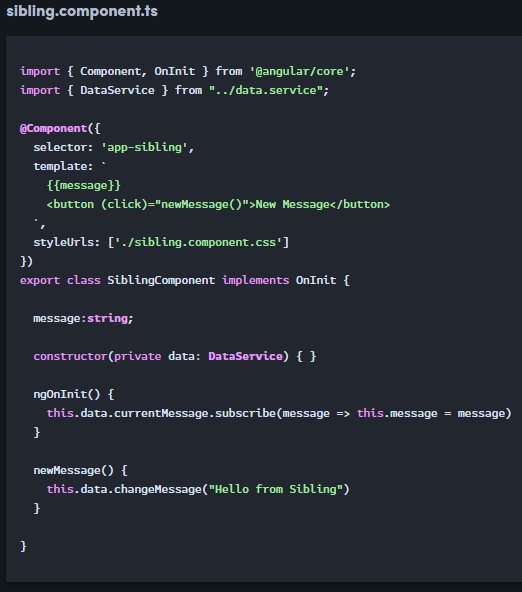 sibling.component.ts
import { Component, OnInit } from '@angular/core';
import { DataService } from "../data.service";
@Component({
  selector: 'app-sibling',
  template: `
    {{message}}
    <button (click)="newMessage()">New Message</button>
  `,
  styleUrls: ['./sibling.component.css']
})
export class SiblingComponent implements OnInit {
  message:string;
  constructor(private data: DataService) { }
  ngOnInit() {
    this.data.currentMessage.subscribe(message => this.message = message)
  }
  newMessage() {
    this.data.changeMessage("Hello from Sibling")
  }
}